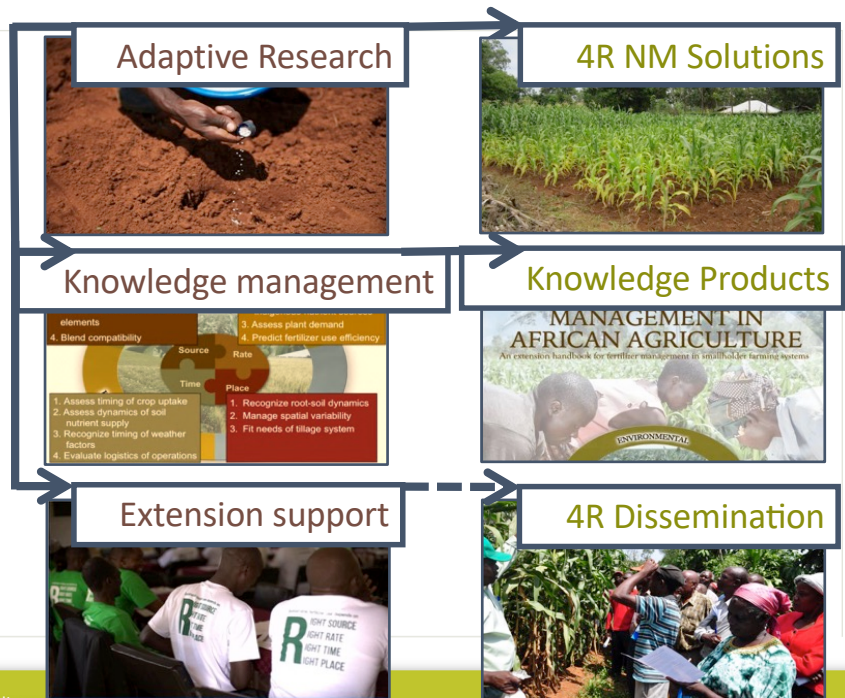 Adaptive Research
4R NM Solutions
Knowledge management
Knowledge Products
elements
4. Blend compatibility
3. Assess plant demand
4. Predict fertilizer use efficiency
Source
Rate
Time
Place
1. Assess timing of crop uptake
2. Assess dynamics of soil
nutrient supply
3. Recognize timing of weather
factors
4. Evaluate logistics of operations
1. Recognize root-soil dynamics
2. Manage spatial variability
3. Fit needs of tillage system
MANAGEMENT IN
AFRICAN AGRICULTURE
An extension handbook for fertilizer management in smallholder farming systems
ENVIRONMENTAL
Extension support
4R Dissemination
RIGHT SOURCE
RIGHT RATE
RIGHT TIME
RIGHT PLACE